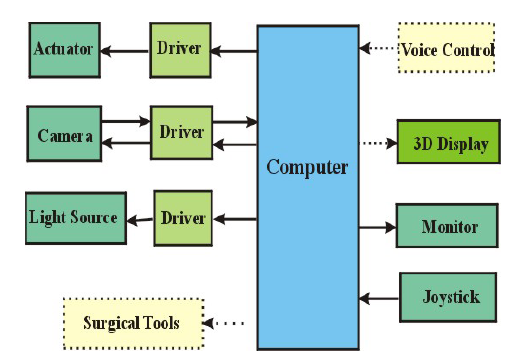 Actuator
Driver
Voice Control
Camera
Driver
3D Display
Computer
Light Source
Driver
Monitor
Joystick
Surgical Tools